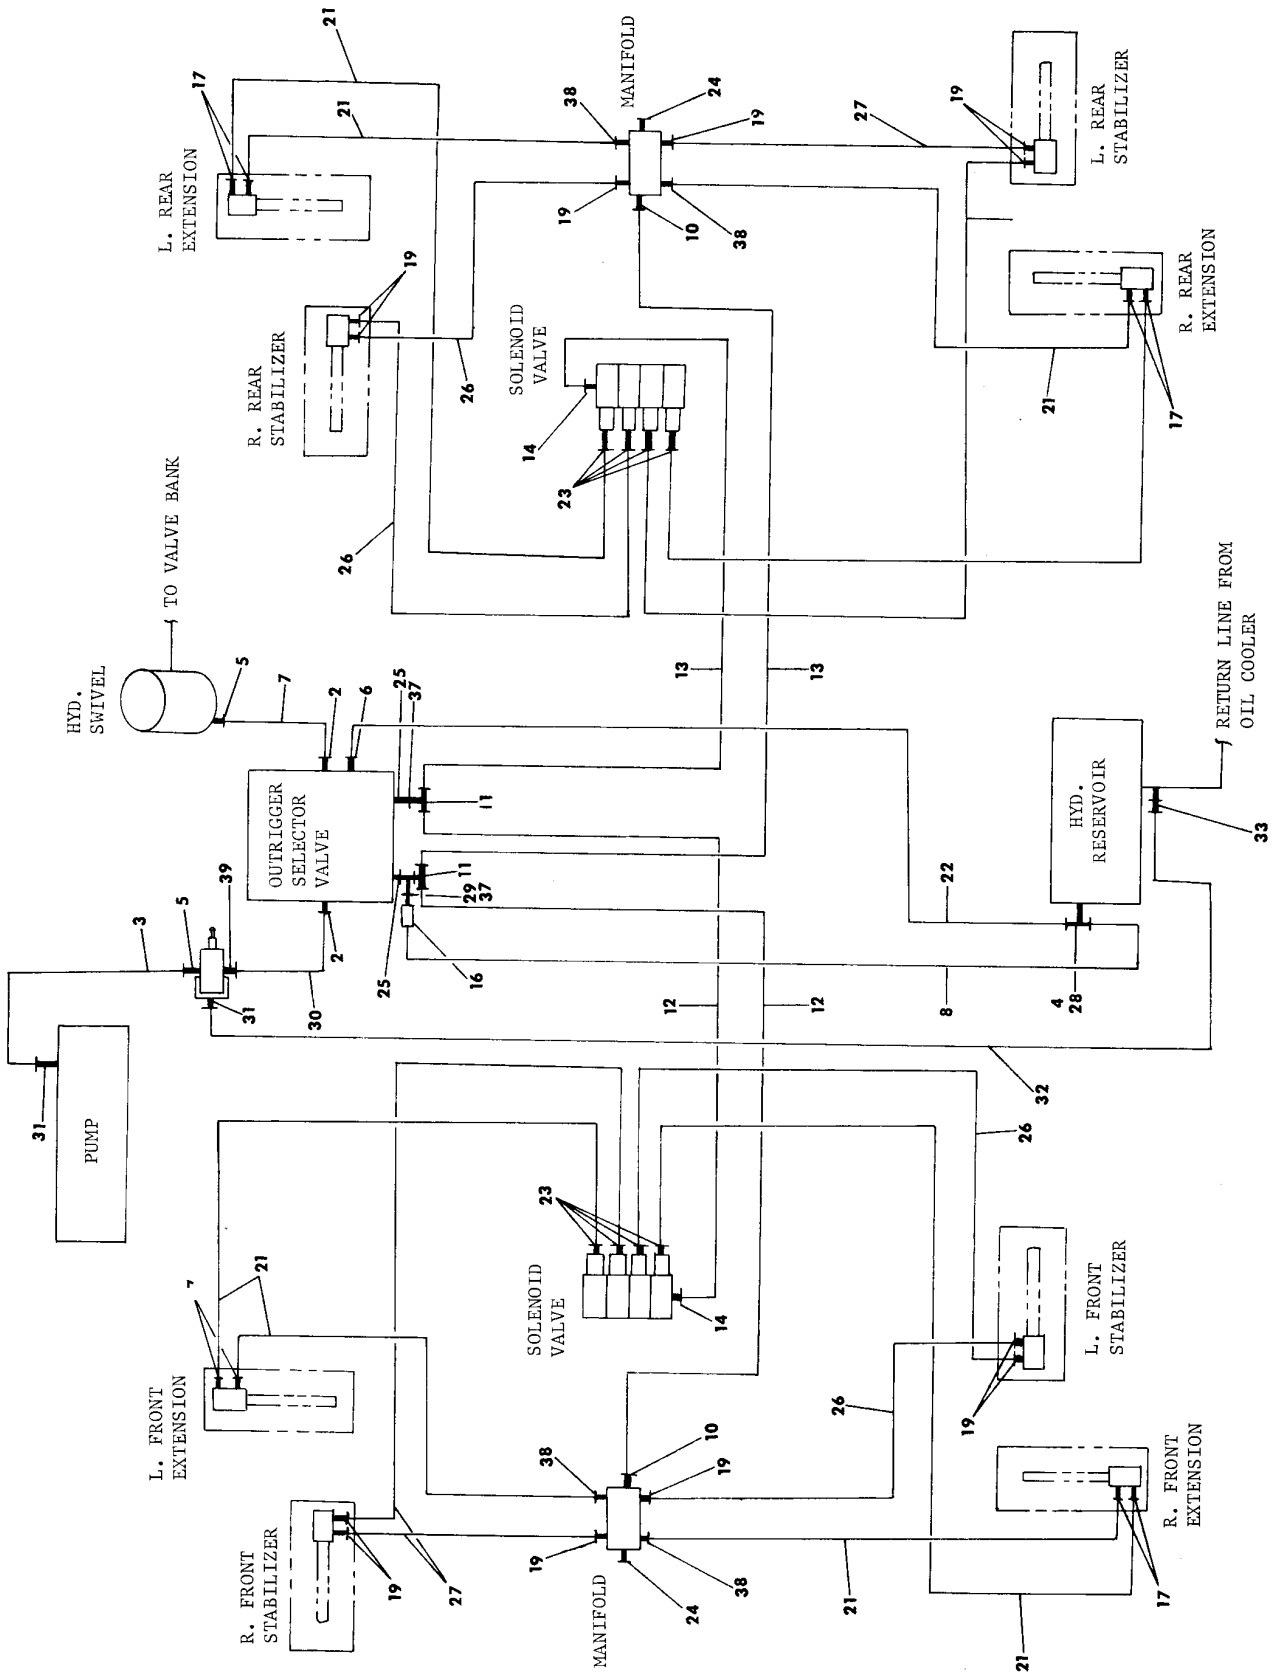 31
PUMP
3
5
39
31
30
2
HYD.
SWIVEL
TO VALVE BANK
5
7
OUTRIGGER
SELECTOR
VALVE
2
6
25
37
11
25
29
37
11
16
L. FRONT
EXTENSION
21
R. FRONT
STABILIZER
19
27
SOLENOID
VALVE
23
14
MANIFOLD
38
10
19
19
24
38
12
12
26
26
L. FRONT
STABILIZER
19
R. FRONT
EXTENSION
17
21
21
32
8
22
4
28
HYD.
RESERVOIR
33
RETURN LINE FROM
OIL COOLER
13
13
L. REAR
EXTENSION
17
21
21
R. REAR
STABILIZER
19
26
26
SOLENOID
VALVE
14
23
MANIFOLD
38
24
19
19
10
38
27
L. REAR
STABILIZER
19
R. REAR
EXTENSION
17
21